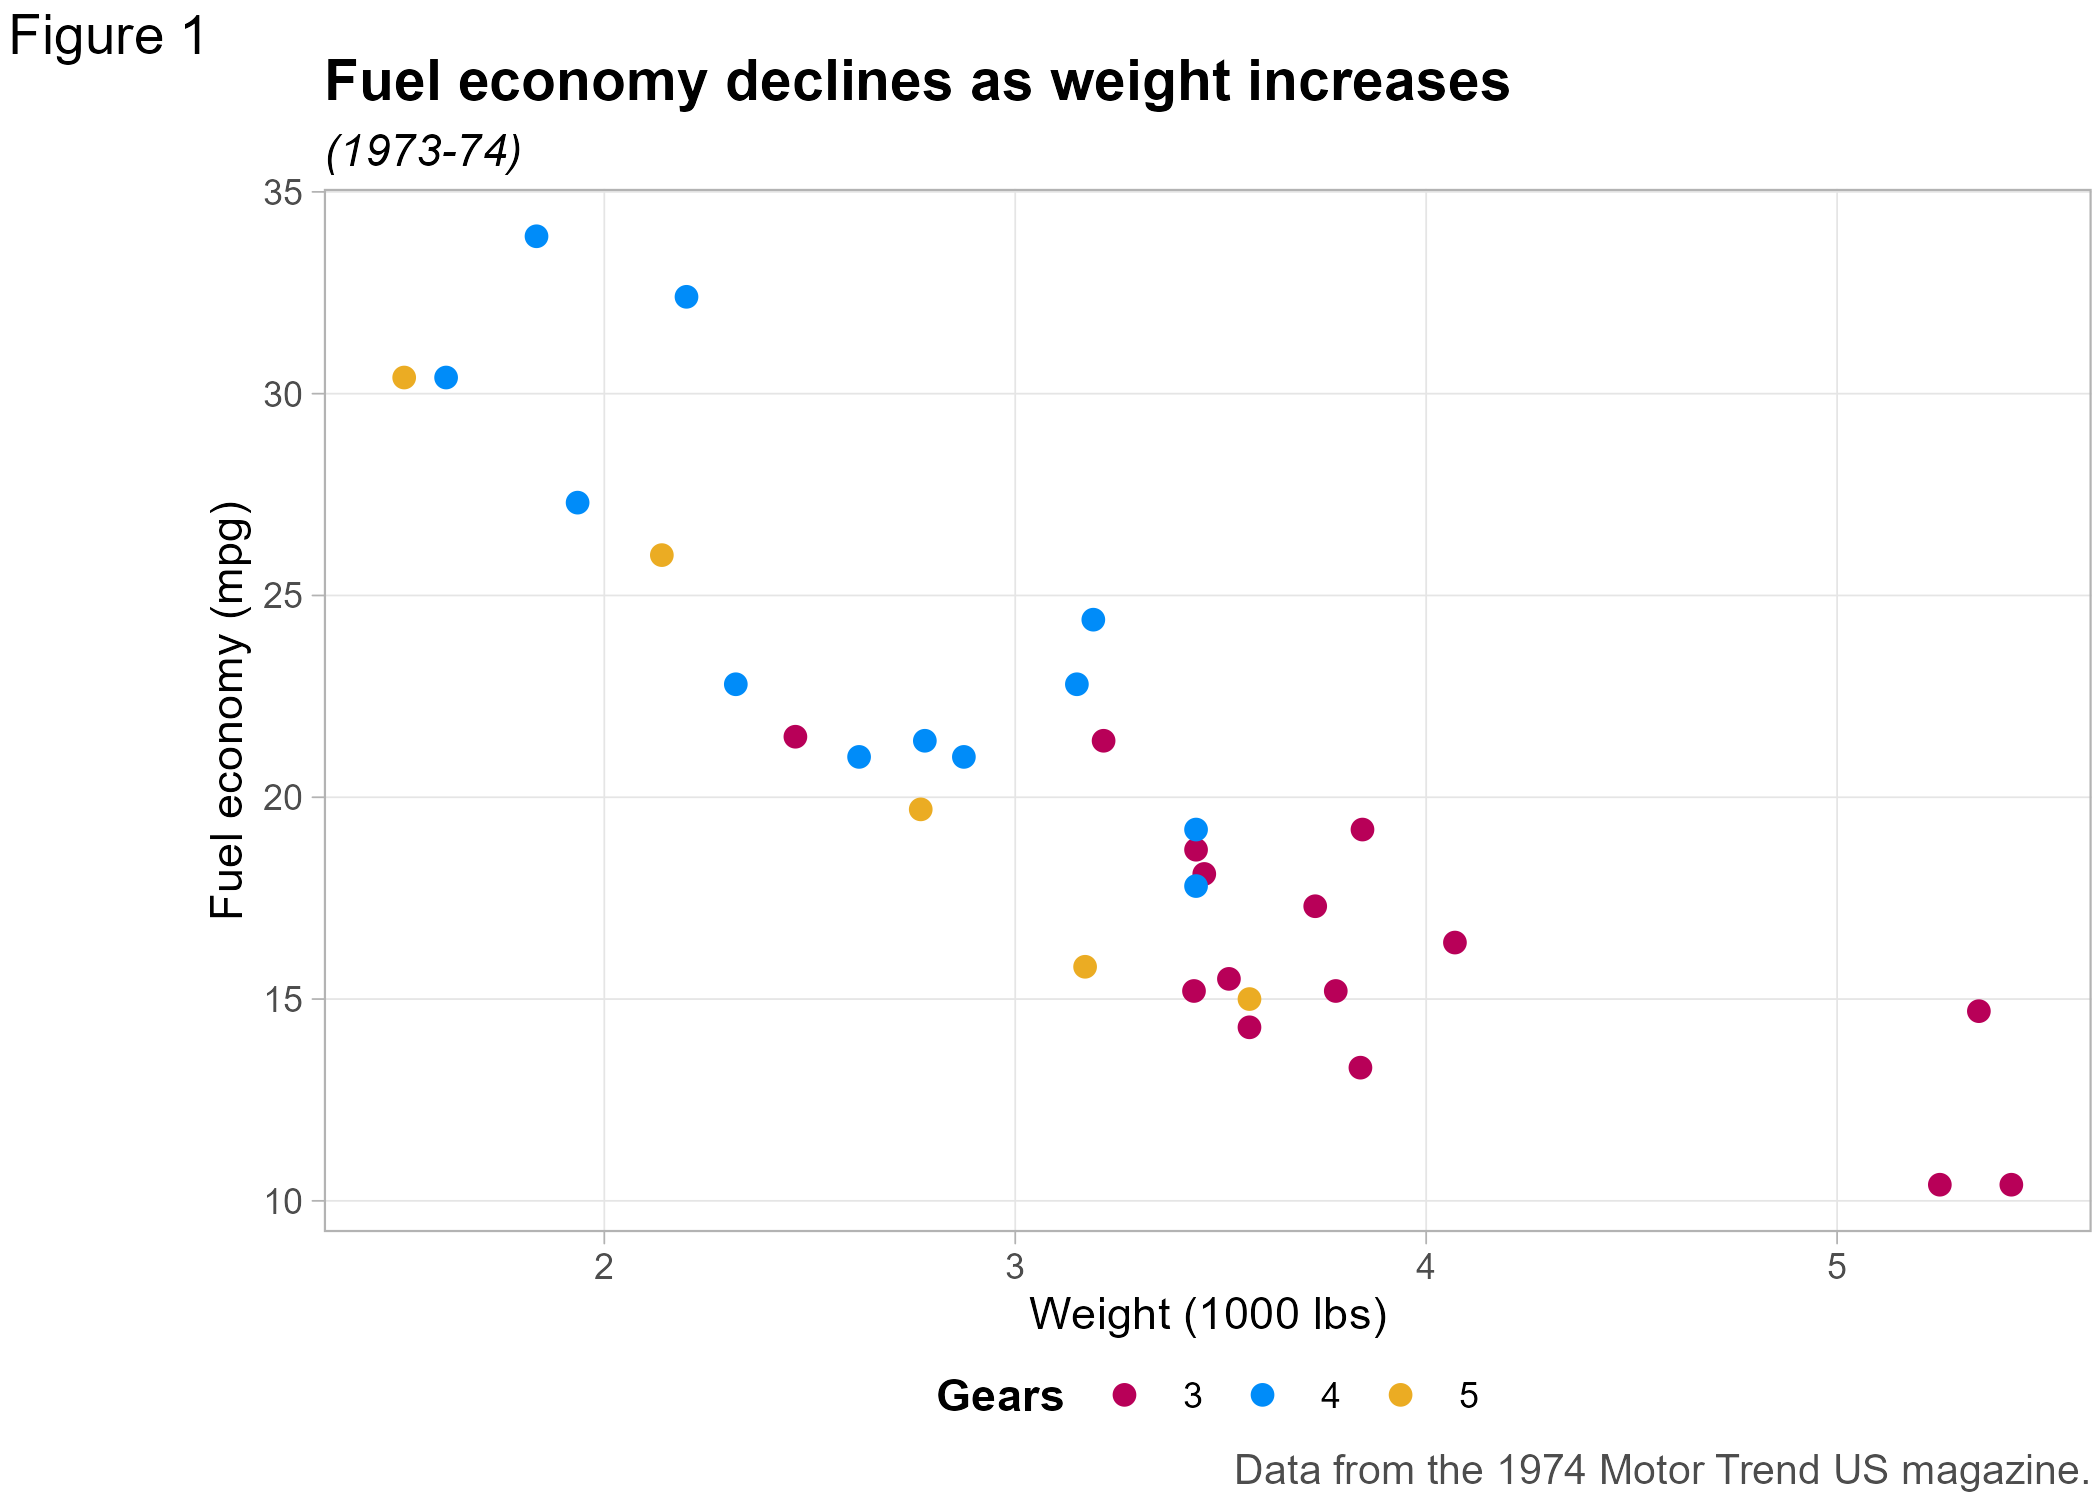 Figure 1
Fuel economy declines as weight increases
(1973-74)
35
30
25
20
15
10
Fuel economy (mpg)
2 3 4 5
Weight (1000 lbs)
Gears 3 4 5
Data from the 1974 Motor Trend US magazine.